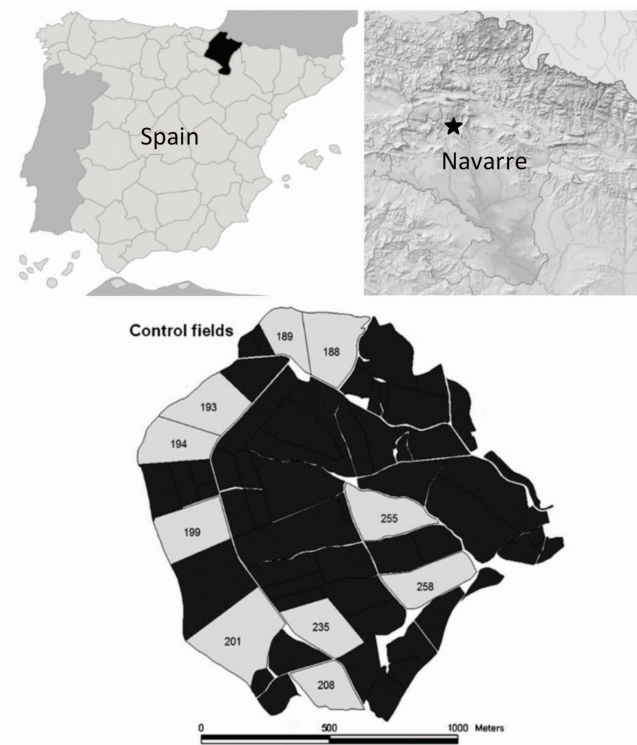 Spain
Navarre
Control fields
189
188
193
194
199
255
258
235
201
208
0 500 1000 Meters